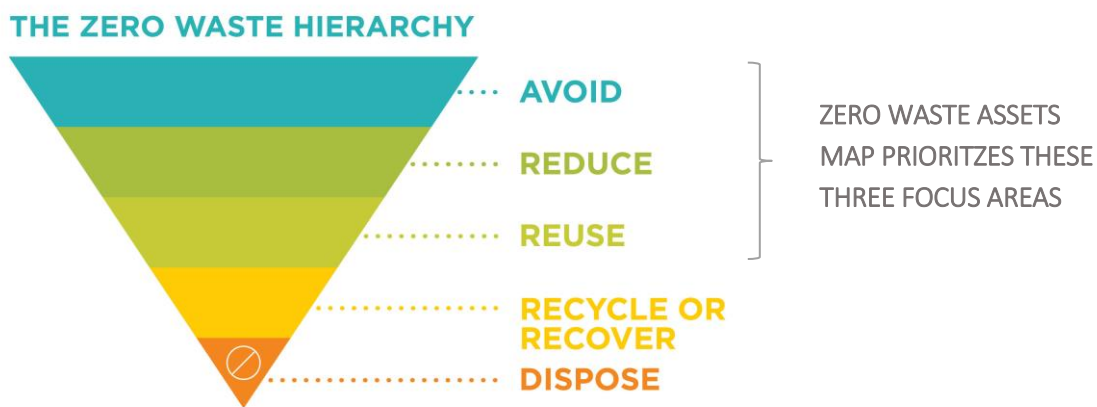 THE ZERO WASTE HIERARCHY
AVOID
REDUCE
REUSE
RECYCLE OR
RECOVER
DISPOSE
ZERO WASTE ASSETS
MAP PRIORITZES THESE
THREE FOCUS AREAS